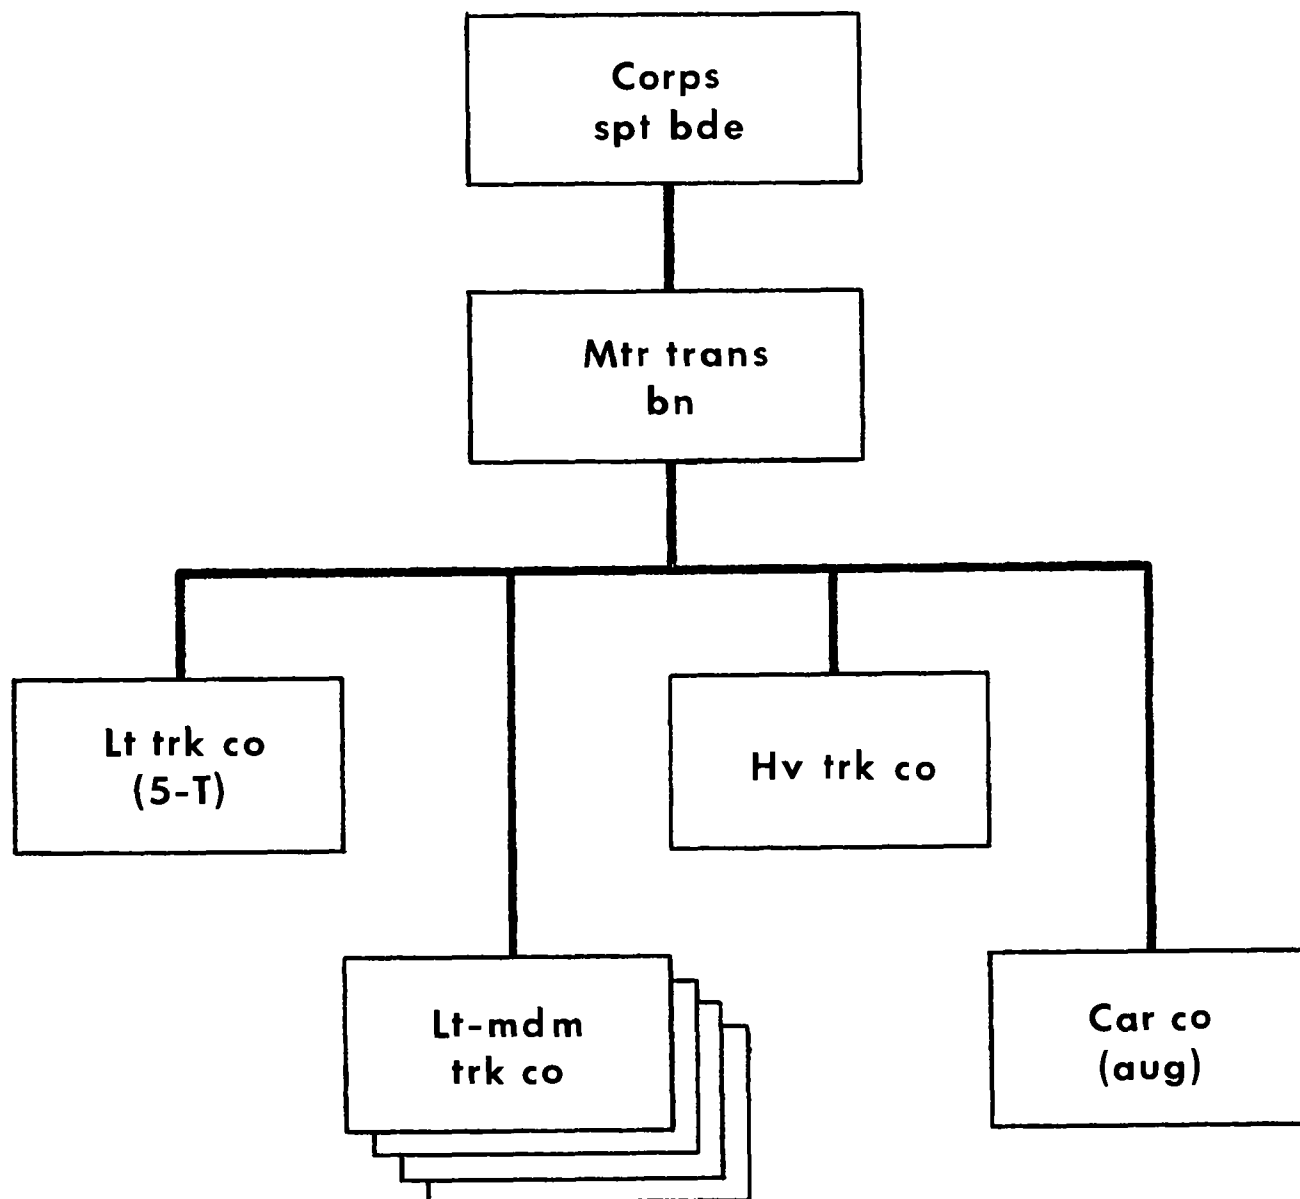 Corps
spt bde
Mtr trans
bn
Lt trk co
(5-T)
Hv trk co
Lt-mdm
trk co
Car co
(aug)